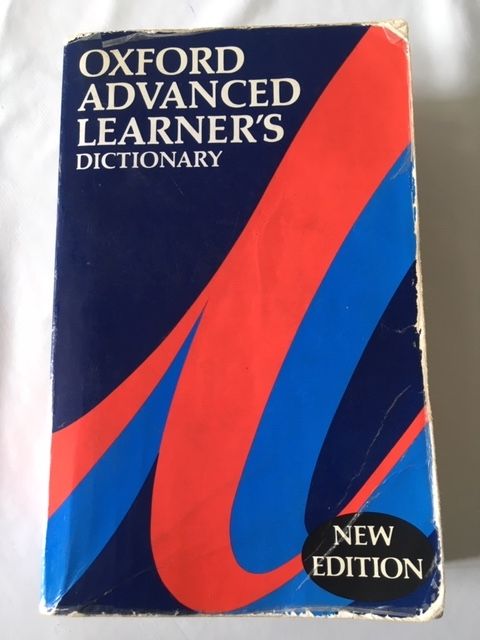 OXFORD
ADVANCED
LEARNER'S
DICTIONARY
NEW
EDITION